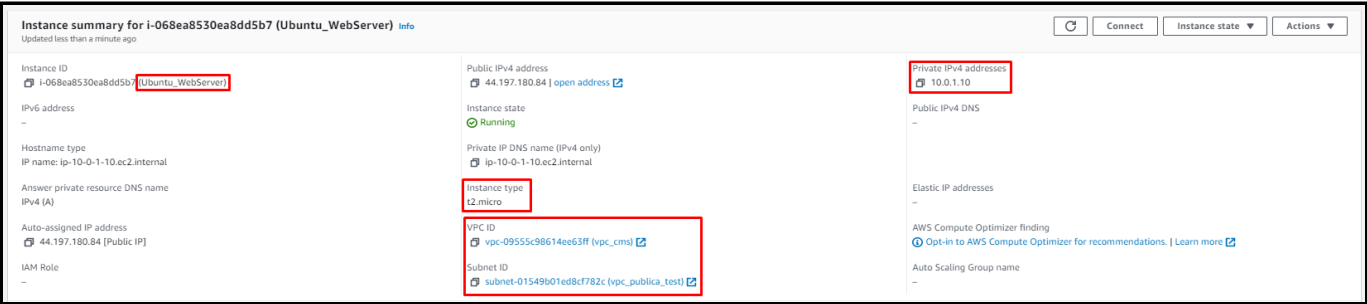 Instance summary for i-068ea8530ea8dd5b7 (Ubuntu_WebServer) Info
Updated less than a minute ago
Connect
Instance state
Actions
Instance ID
i-068ea8530ea8dd5b7 (Ubuntu_WebServer)
Public IPv4 address
44.197.180.84 | open address
Private IPv4 addresses
10.0.1.10
IPv6 address
–
Instance state
Running
Public IPv4 DNS
–
Hostname type
IP name: ip-10-0-1-10.ec2.internal
Private IP DNS name (IPv4 only)
ip-10-0-1-10.ec2.internal
Answer private resource DNS name
IPv4 (A)
Instance type
t2.micro
Elastic IP addresses
–
Auto-assigned IP address
44.197.180.84 [Public IP]
VPC ID
vpc-09555c98614ee63ff (vpc_cms)
AWS Compute Optimizer finding
Opt-in to AWS Compute Optimizer for recommendations. | Learn more
IAM Role
–
Subnet ID
subnet-01549b01ed8cf782c (vpc_publica_test)
Auto Scaling Group name
–